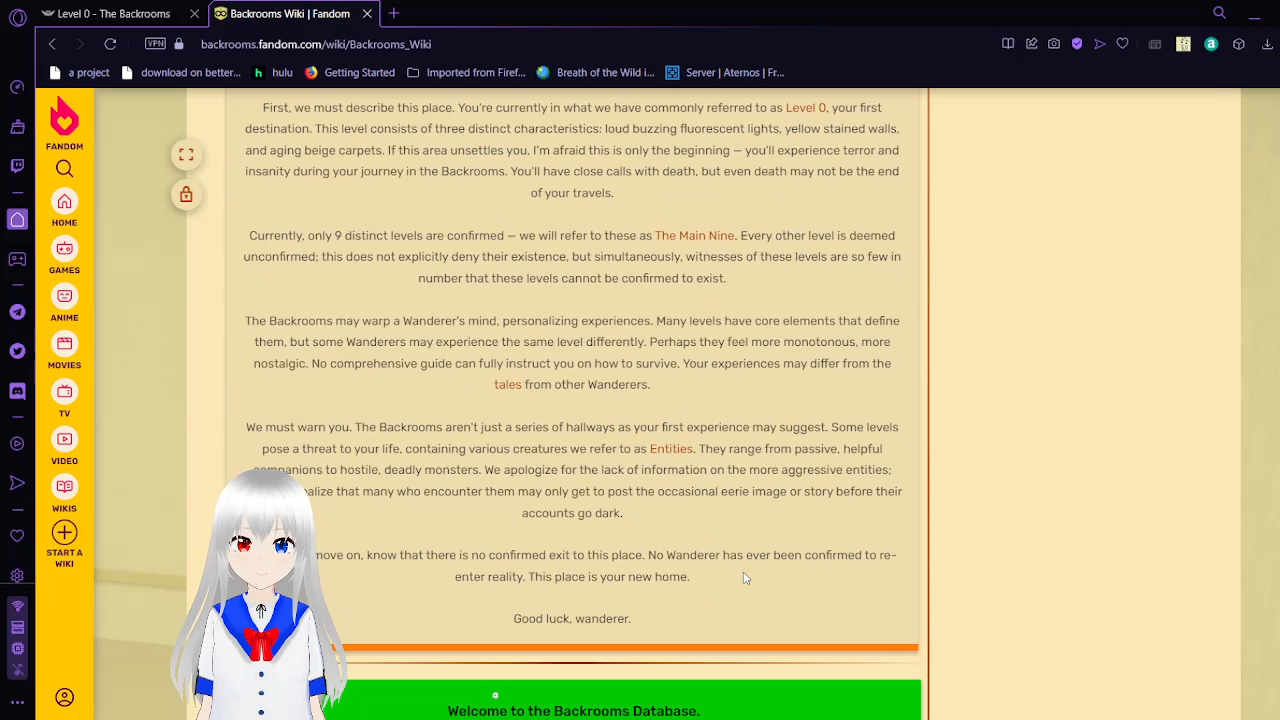 Level 0 - The Backrooms
Backrooms Wiki | Fandom
VPN
backrooms.fandom.com/wiki/Backrooms_Wiki
a project
download on better...
hulu
Getting Started
Imported from Firef...
Breath of the Wild i...
Server | Aternos | Fr...
FANDOM
HOME
GAMES
ANIME
MOVIES
TV
VIDEO
WIKIS
START A
WIKI
First, we must describe this place. You're currently in what we have commonly referred to as Level 0, your first
destination. This level consists of three distinct characteristics: loud buzzing fluorescent lights, yellow stained walls,
and aging beige carpets. If this area unsettles you, I'm afraid this is only the beginning — you'll experience terror and
insanity during your journey in the Backrooms. You'll have close calls with death, but even death may not be the end
of your travels.
Currently, only 9 distinct levels are confirmed — we will refer to these as The Main Nine. Every other level is deemed
unconfirmed; this does not explicitly deny their existence, but simultaneously, witnesses of these levels are so few in
number that these levels cannot be confirmed to exist.
The Backrooms may warp a Wanderer's mind, personalizing experiences. Many levels have core elements that define
them, but some Wanderers may experience the same level differently. Perhaps they feel more monotonous, more
nostalgic. No comprehensive guide can fully instruct you on how to survive. Your experiences may differ from the
tales from other Wanderers.
We must warn you. The Backrooms aren't just a series of hallways as your first experience may suggest. Some levels
pose a threat to your life, containing various creatures we refer to as Entities. They range from passive, helpful
companions to hostile, deadly monsters. We apologize for the lack of information on the more aggressive entities;
that many who encounter them may only get to post the occasional eerie image or story before their
accounts go dark.
move on, know that there is no confirmed exit to this place. No Wanderer has ever been confirmed to re-
enter reality. This place is your new home.
Good luck, wanderer.
Welcome to the Backrooms Database.